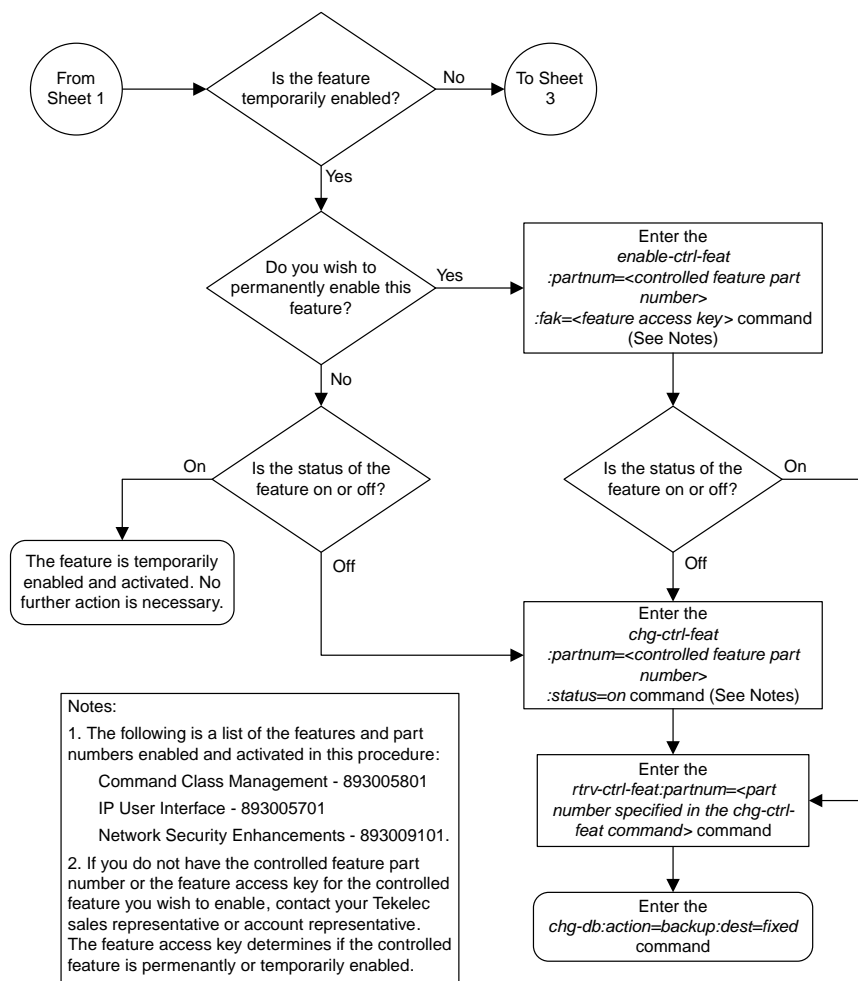 From
Sheet 1
Is the feature
temporarily enabled?
No
To Sheet
3
Yes
Do you wish to
permanently enable this
feature?
Yes
Enter the
enable-ctrl-feat
:partnum=<controlled feature part
number>
:fak=<feature access key> command
(See Notes)
No
On
Is the status of the
feature on or off?
Is the status of the
feature on or off?
On
The feature is temporarily
enabled and activated. No
further action is necessary.
Off
Off
Enter the
chg-ctrl-feat
:partnum=<controlled feature part
number>
:status=on command (See Notes)
Notes:
1. The following is a list of the features and part
numbers enabled and activated in this procedure:
Command Class Management - 893005801
IP User Interface - 893005701
Network Security Enhancements - 893009101.
2. If you do not have the controlled feature part
number or the feature access key for the controlled
feature you wish to enable, contact your Tekelec
sales representative or account representative.
The feature access key determines if the controlled
feature is permenantly or temporarily enabled.
Enter the
rtrv-ctrl-feat:partnum=<part
number specified in the chg-ctrl-
feat command> command
Enter the
chg-db:action=backup:dest=fixed
command